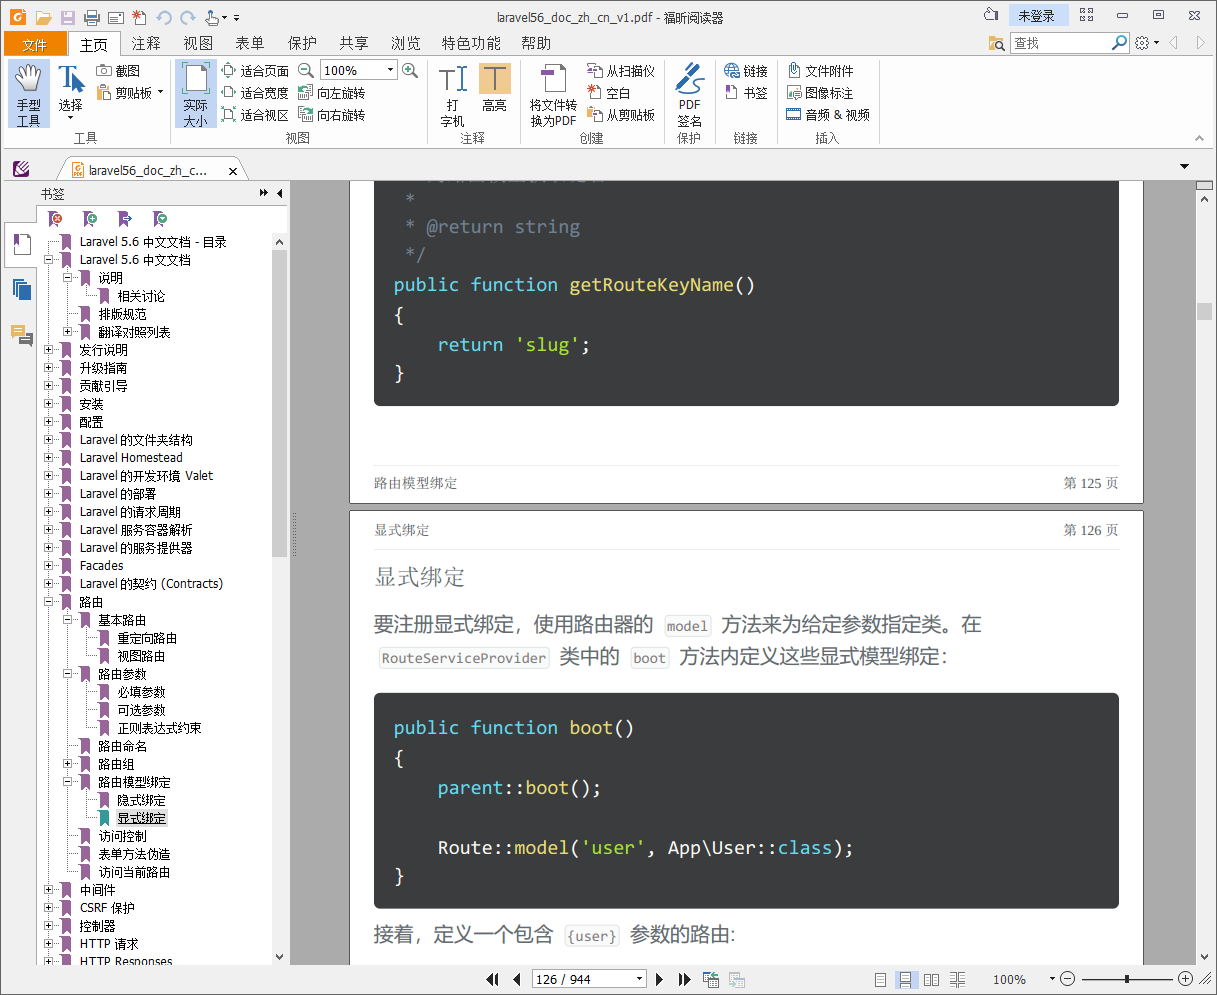 laravel56_doc_zh_cn_v1.pdf - 福昕阅读器
未登录
文件
主页
注释
视图
表单
保护
共享
浏览
特色功能
帮助
查找
手型
工具
选择
截图
剪贴板
工具
实际
大小
适合页面
适合宽度
适合视区
100%
向左旋转
向右旋转
视图
打
字机
高亮
注释
将文件转
换为PDF
从扫描仪
空白
从剪贴板
创建
PDF
签名
保护
链接
书签
链接
文件附件
图像标注
音频 & 视频
插入
laravel56_doc_zh_c...
书签
Laravel 5.6 中文文档 - 目录
Laravel 5.6 中文文档
说明
相关讨论
排版规范
翻译对照列表
发行说明
升级指南
贡献引导
安装
配置
Laravel 的文件夹结构
Laravel Homestead
Laravel 的开发环境 Valet
Laravel 的部署
Laravel 的请求周期
Laravel 服务容器解析
Laravel 的服务提供器
Facades
Laravel 的契约 (Contracts)
路由
基本路由
重定向路由
视图路由
路由参数
必填参数
可选参数
正则表达式约束
路由命名
路由组
路由模型绑定
隐式绑定
显式绑定
访问控制
表单方法伪造
访问当前路由
中间件
CSRF 保护
控制器
HTTP 请求
HTTP Responses
*
* @return string
*/
public function getRouteKeyName()
{
return 'slug';
}
路由模型绑定
第 125 页
显式绑定
第 126 页
显式绑定
要注册显式绑定，使用路由器的 model 方法来为给定参数指定类。在
RouteServiceProvider 类中的 boot 方法内定义这些显式模型绑定：
public function boot()
{
parent::boot();
Route::model('user', App\User::class);
}
接着，定义一个包含 {user} 参数的路由:
126 / 944
100%